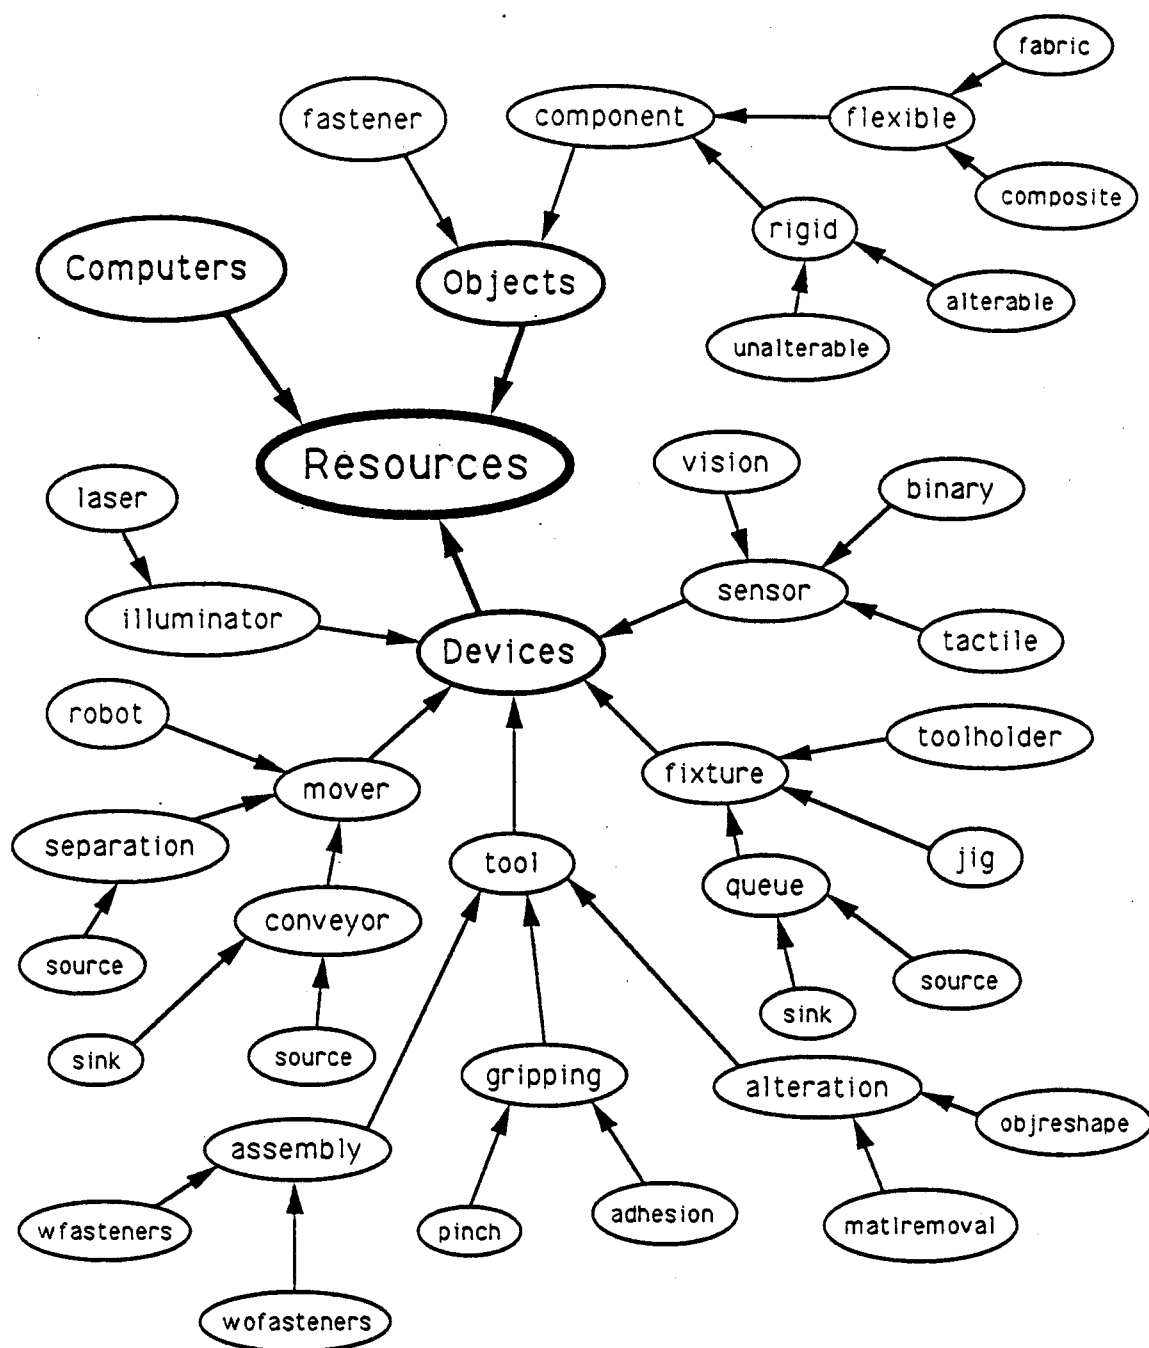 fabric
fastener
component
flexible
composite
rigid
Computers
Objects
alterable
unalterable
Resources
vision
binary
laser
sensor
illuminator
Devices
tactile
robot
toolholder
mover
fixture
separation
tool
jig
queue
conveyor
source
source
sink
sink
source
gripping
alteration
objreshape
assembly
wfasteners
pinch
adhesion
matlremoval
wofasteners